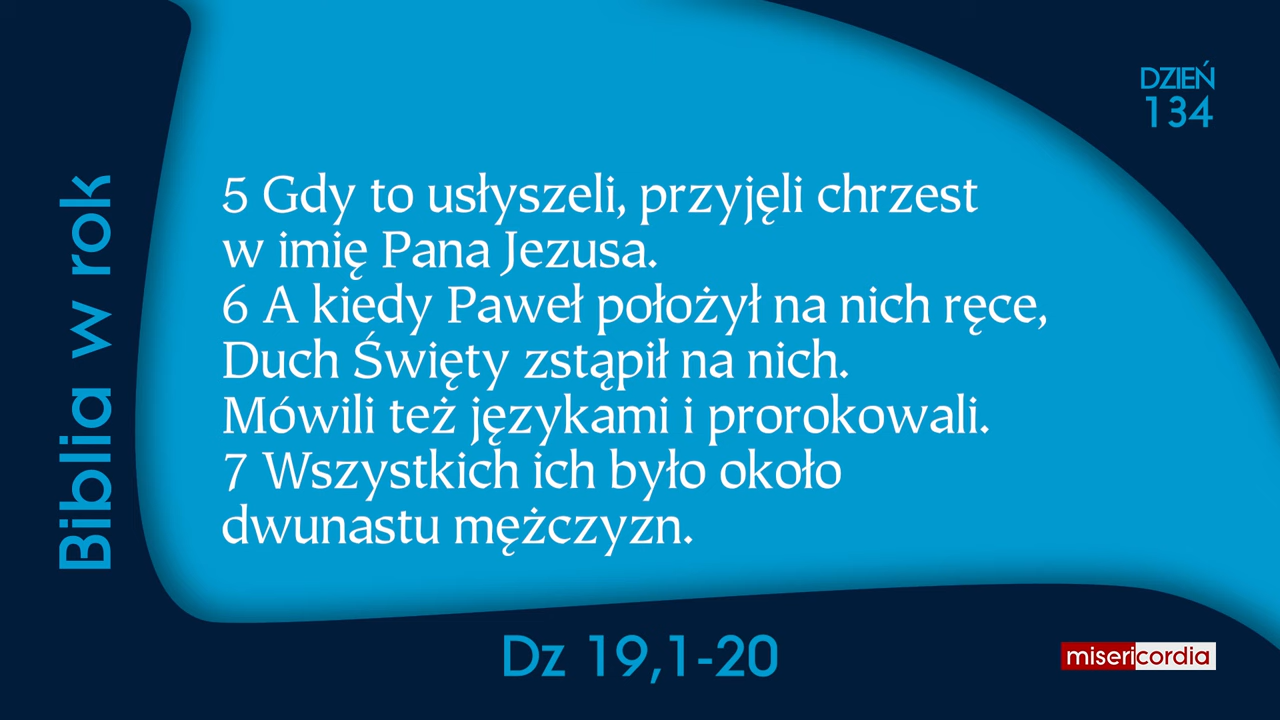 DZIEŃ
134
Biblia w rok
5 Gdy to usłyszeli, przyjęli chrzest
w imię Pana Jezusa.
6 A kiedy Paweł położył na nich ręce,
Duch Święty zstąpił na nich.
Mówili też językami i prorokowali.
7 Wszystkich ich było około
dwunastu mężczyzn.
Dz 19,1-20
misericordia